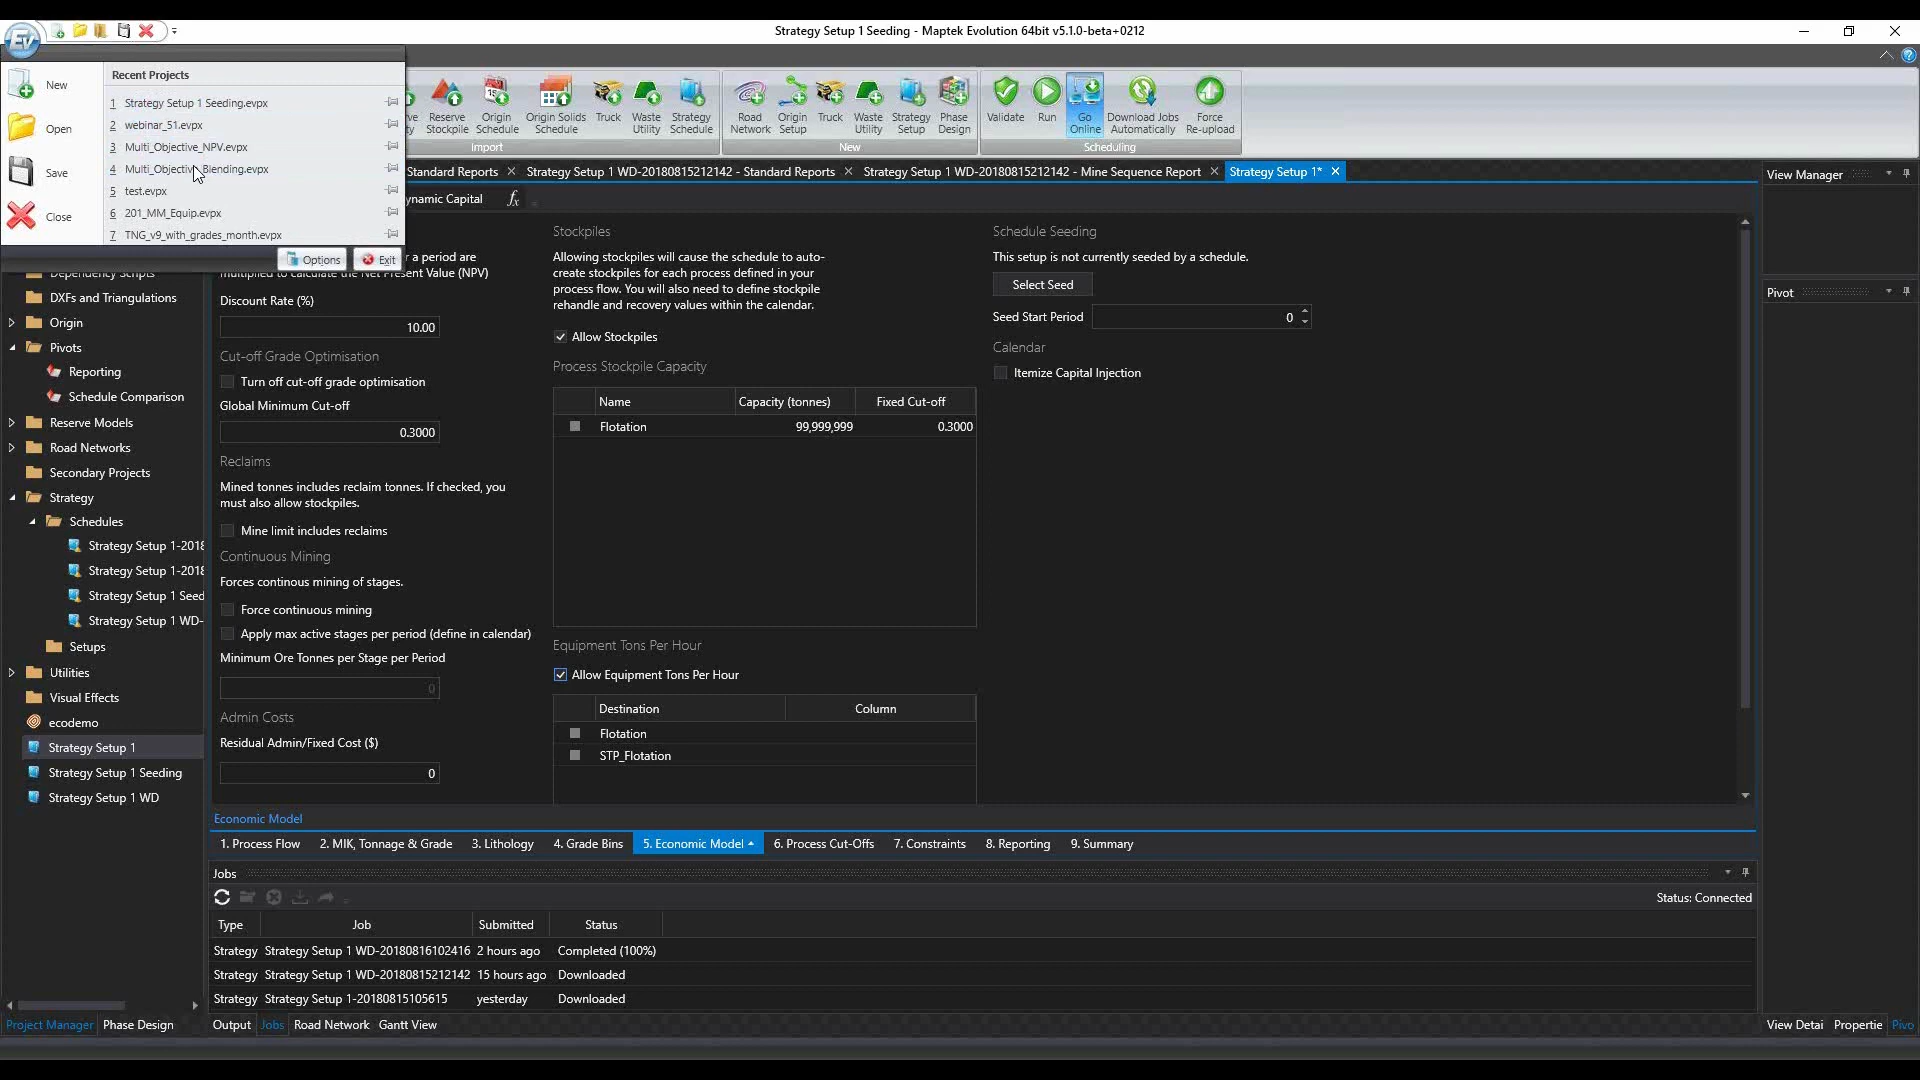 Strategy Setup 1 Seeding - Maptek Evolution 64bit v5.1.0-beta+0212
EV
Recent Projects
New
Open
Save
Close
1 Strategy Setup 1 Seeding.evpx
2 webinar_51.evpx
3 Multi_Objective_NPV.evpx
4 Multi_Objective_Blending.evpx
5 test.evpx
6 201_MM_Equip.evpx
7 TNG_v9_with_grades_month.evpx
Options
Exit
Reserve Stockpile
Origin Schedule
Origin Solids Schedule
Truck
Waste Utility
Strategy Schedule
Import
Road Network
Origin Setup
Truck
Waste Utility
Strategy Setup
Phase Design
New
Validate
Run
Go Online
Download Jobs Automatically
Force Re-upload
Scheduling
Standard Reports
Strategy Setup 1 WD-20180815212142 - Standard Reports
Strategy Setup 1 WD-20180815212142 - Mine Sequence Report
Strategy Setup 1*
View Manager
Pivot
ynamic Capital
fx
Dependency Scripts
DXFs and Triangulations
Origin
Pivots
Reporting
Schedule Comparison
Reserve Models
Road Networks
Secondary Projects
Strategy
Schedules
Strategy Setup 1-2018
Strategy Setup 1-2018
Strategy Setup 1 Seed
Strategy Setup 1 WD-
Setups
Utilities
Visual Effects
ecodemo
Strategy Setup 1
Strategy Setup 1 Seeding
Strategy Setup 1 WD
Project Manager
Phase Design
r a period are
multiplied to calculate the Net Present Value (NPV)
Discount Rate (%)
10.00
Cut-off Grade Optimisation
Turn off cut-off grade optimisation
Global Minimum Cut-off
0.3000
Reclaims
Mined tonnes includes reclaim tonnes. If checked, you
must also allow stockpiles.
Mine limit includes reclaims
Continuous Mining
Forces continous mining of stages.
Force continuous mining
Apply max active stages per period (define in calendar)
Minimum Ore Tonnes per Stage per Period
0
Admin Costs
Residual Admin/Fixed Cost ($)
0
Stockpiles
Allowing stockpiles will cause the schedule to auto-
create stockpiles for each process defined in your
process flow. You will also need to define stockpile
rehandle and recovery values within the calendar.
Allow Stockpiles
Process Stockpile Capacity
Name Capacity (tonnes) Fixed Cut-off
Flotation 99,999,999 0.3000
Equipment Tons Per Hour
Allow Equipment Tons Per Hour
Destination Column
Flotation
STP_Flotation
Schedule Seeding
This setup is not currently seeded by a schedule.
Select Seed
Seed Start Period 0
Calendar
Itemize Capital Injection
Economic Model
1. Process Flow 2. MIK, Tonnage & Grade 3. Lithology 4. Grade Bins 5. Economic Model 6. Process Cut-Offs 7. Constraints 8. Reporting 9. Summary
Jobs
Status: Connected
Type Job Submitted Status
Strategy Strategy Setup 1 WD-20180816102416 2 hours ago Completed (100%)
Strategy Strategy Setup 1 WD-20180815212142 15 hours ago Downloaded
Strategy Strategy Setup 1-20180815105615 yesterday Downloaded
Output Jobs Road Network Gantt View
View Detai Propertie Pivo